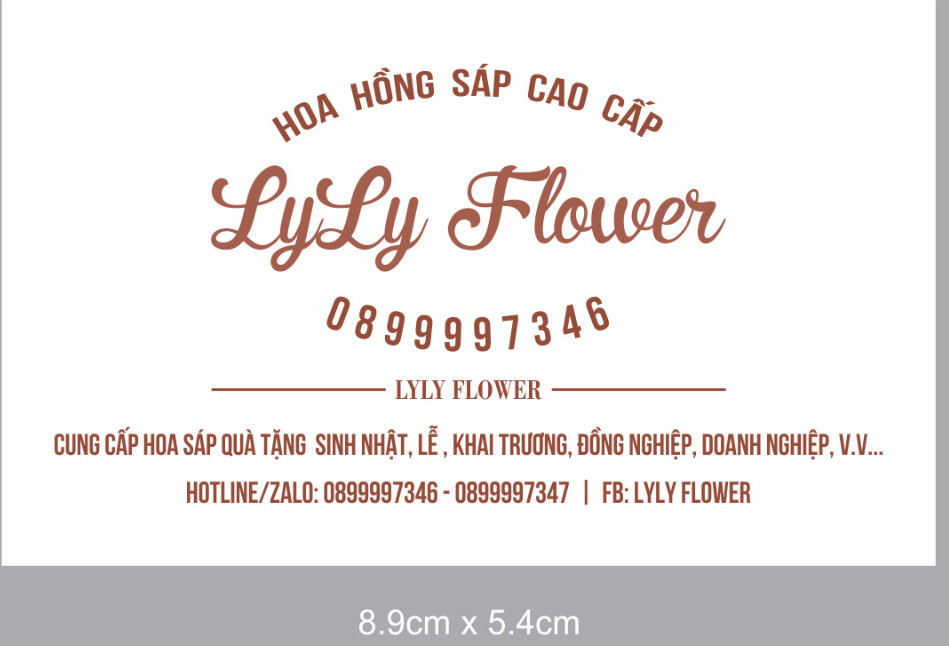 HOA HỒNG SÁP CAO CẤP
LyLy Flower
0899997346
LYLY FLOWER
CUNG CẤP HOA SÁP QUÀ TẶNG SINH NHẬT, LỄ , KHAI TRƯƠNG, ĐỒNG NGHIỆP, DOANH NGHIỆP, V.V...
HOTLINE/ZALO: 0899997346 - 0899997347 | FB: LYLY FLOWER
8.9cm x 5.4cm